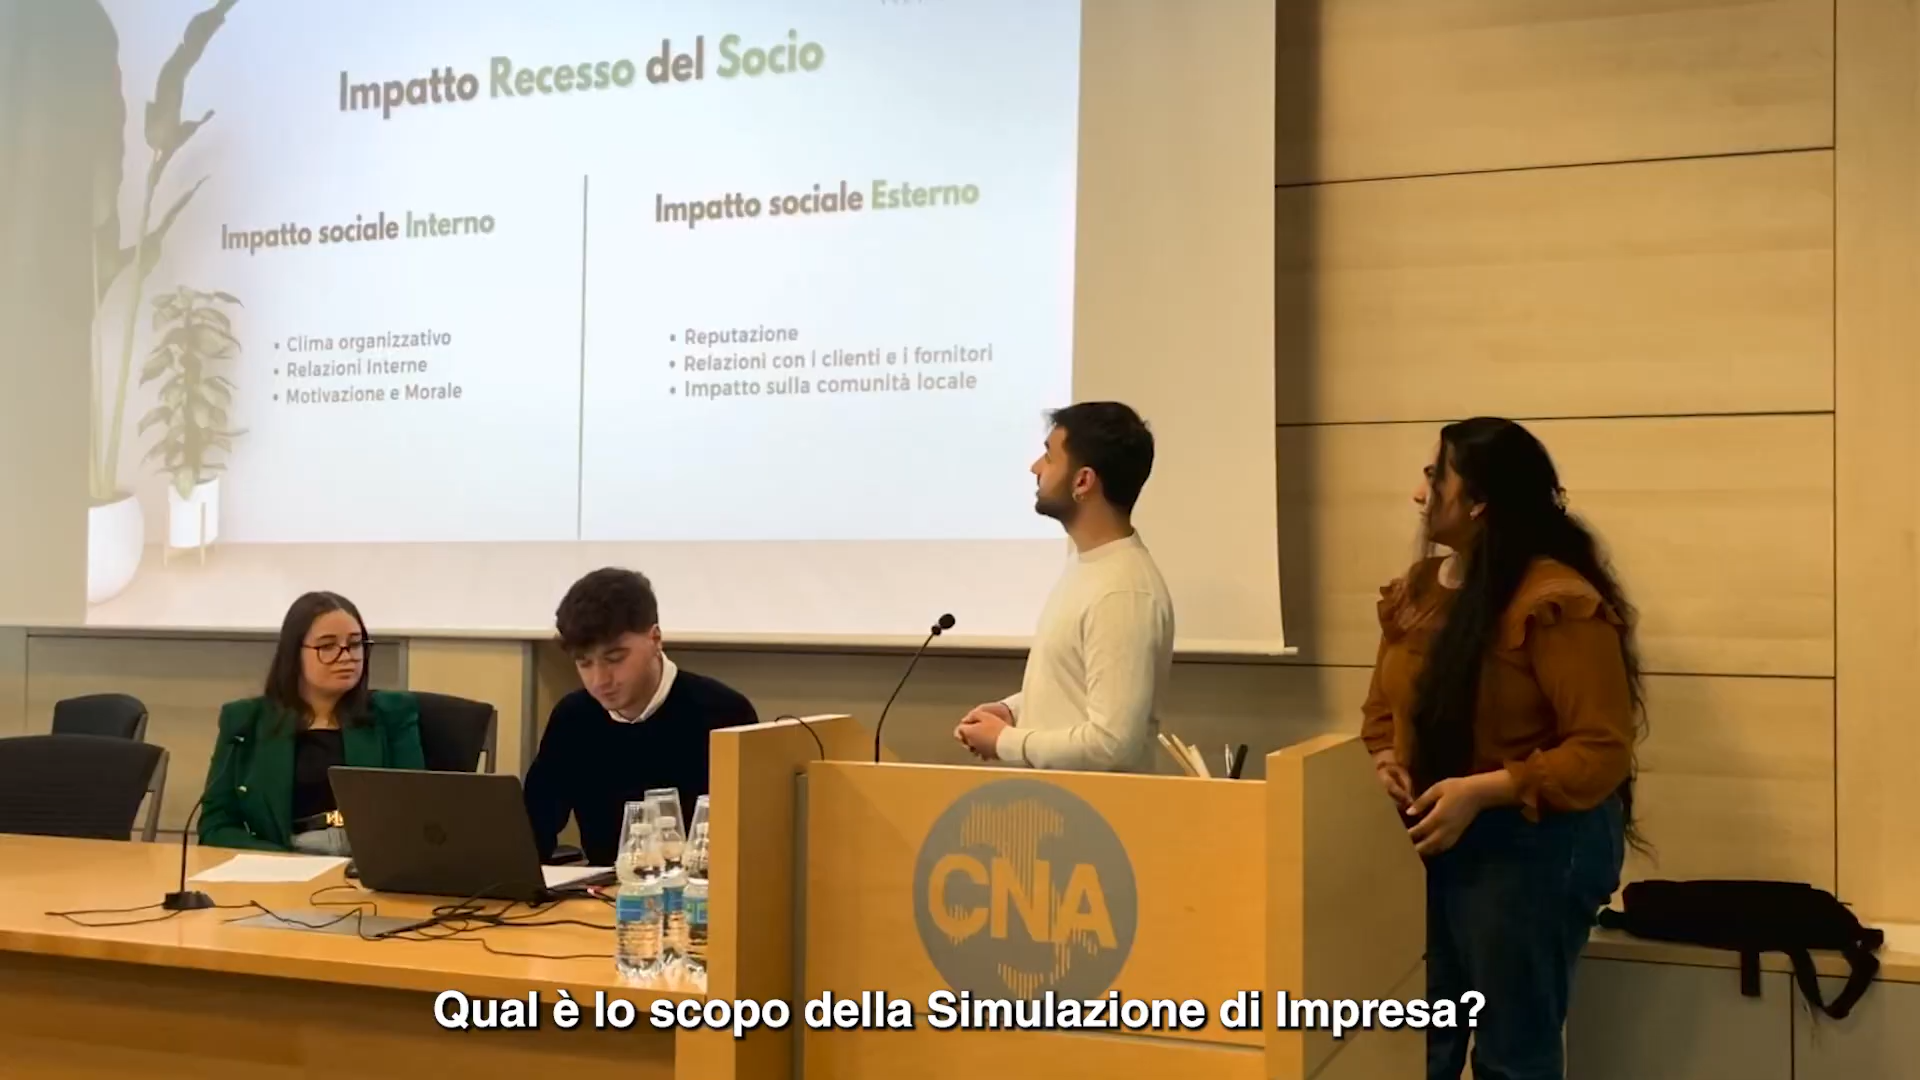 Impatto Recesso del Socio
Impatto sociale Interno
• Clima organizzativo
• Relazioni Interne
• Motivazione e Morale
Impatto sociale Esterno
• Reputazione
• Relazioni con i clienti e i fornitori
• Impatto sulla comunità locale
CNA
Qual è lo scopo della Simulazione di Impresa?